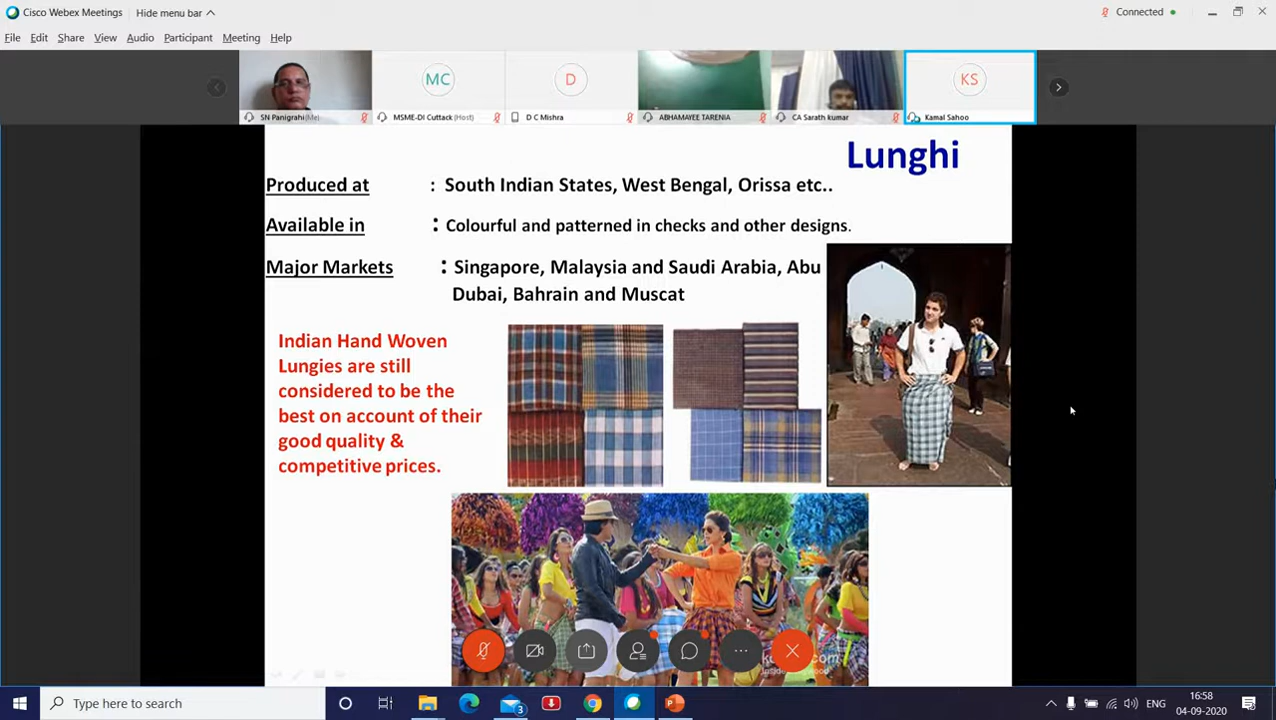 Cisco Webex Meetings
Hide menu bar
Connected
File Edit Share View Audio Participant Meeting Help
MC
D
KS
SN Panigrahi(Me)
MSME-DI Cuttack (Host)
D C Mishra
ABHAMAYEE TARENIA
CA Sarath kumar
Kamal Sahoo
Lunghi
Produced at : South Indian States, West Bengal, Orissa etc..
Available in : Colourful and patterned in checks and other designs.
Major Markets : Singapore, Malaysia and Saudi Arabia, Abu
Dubai, Bahrain and Muscat
Indian Hand Woven
Lungies are still
considered to be the
best on account of their
good quality &
competitive prices.
Type here to search
3
ENG
16:58
04-09-2020